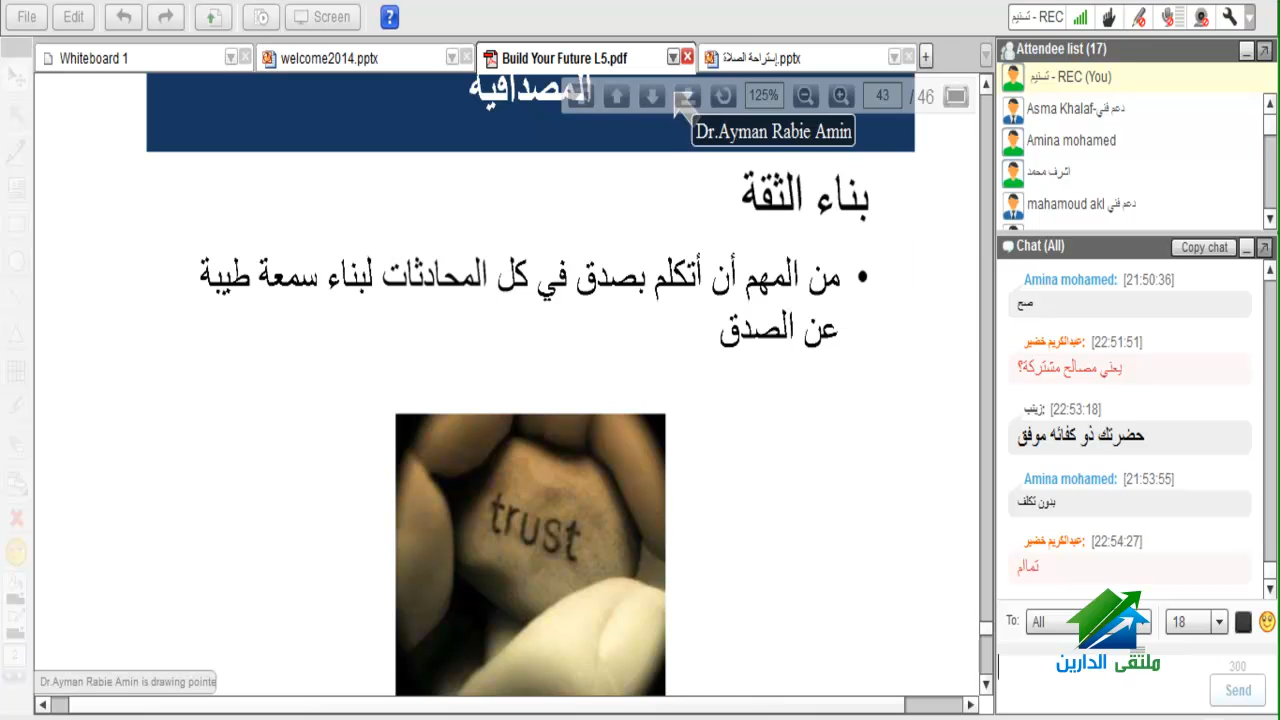 File
Edit
Screen
تسنيم - REC
Whiteboard 1
welcome2014.pptx
Build Your Future L5.pdf
إستراحة الصلاة.pptx
المصداقية
125%
43
/ 46
Dr.Ayman Rabie Amin
بناء الثقة
• من المهم أن أتكلم بصدق في كل المحادثات لبناء سمعة طيبة
عن الصدق
trust
Dr.Ayman Rabie Amin is drawing pointe
Attendee list (17)
تسنيم - REC (You)
Asma Khalaf-دعم فني
Amina mohamed
اشرف محمد
mahamoud akl دعم فني
Chat (All)
Copy chat
Amina mohamed: [21:50:36]
صح
عبدالكريم خضير: [22:51:51]
يعني مصالح مشتركة؟
زينب: [22:53:18]
حضرتك ذو كفائه موفق
Amina mohamed: [21:53:55]
بدون تكلف
عبدالكريم خضير: [22:54:27]
تماام
To:
All
18
ملتقى الدارين
300
Send
2